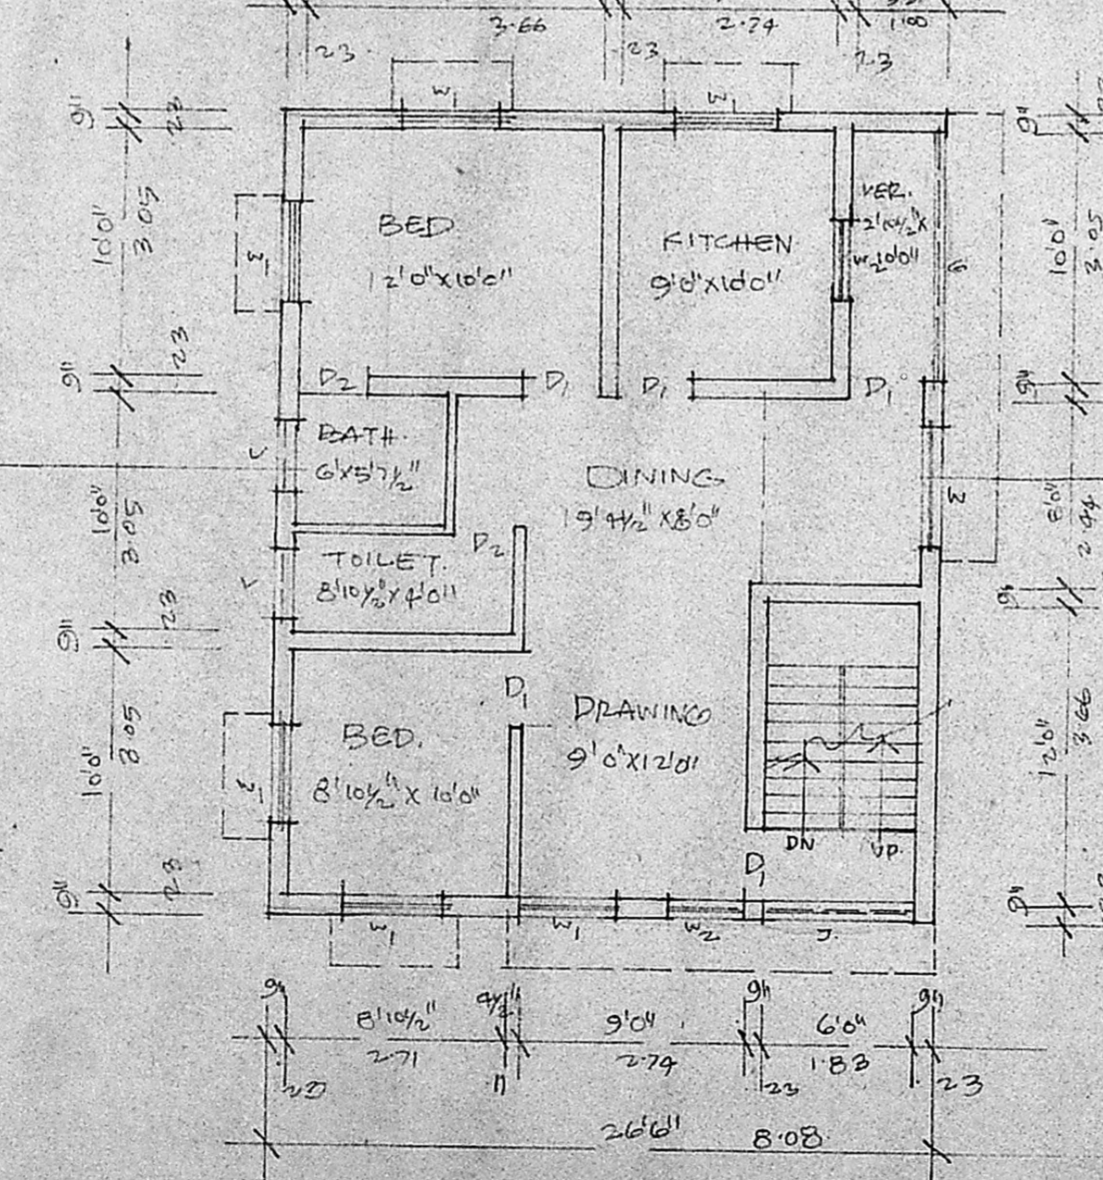 3.66
2.74
1.00
23
23
23
9"
23
W1
W1
9"
10'0"
3.05
BED
12'0"x10'0"
KITCHEN
9'0"x10'0"
VER.
2'10½"x
10'0"
W2
W1
10'0"
3.05
9"
23
D2
D1
D1
D1
9"
BATH.
6'x5'7½"
DINING
19'4½"x8'0"
V
W
10'0"
3.05
8'0"
2.44
D2
TOILET.
8'10½"x4'0"
V
9"
23
9"
D1
BED.
8'10½"x10'0"
DRAWING
9'0"x12'0"
W1
10'0"
3.05
12'0"
3.66
DN
UP
D1
9"
23
9"
W1
W1
W2
J.
9"
8'10½"
4½"
9'0"
9"
6'0"
9"
2.71
2.74
1.83
23
11
23
23
26'6"
8.08